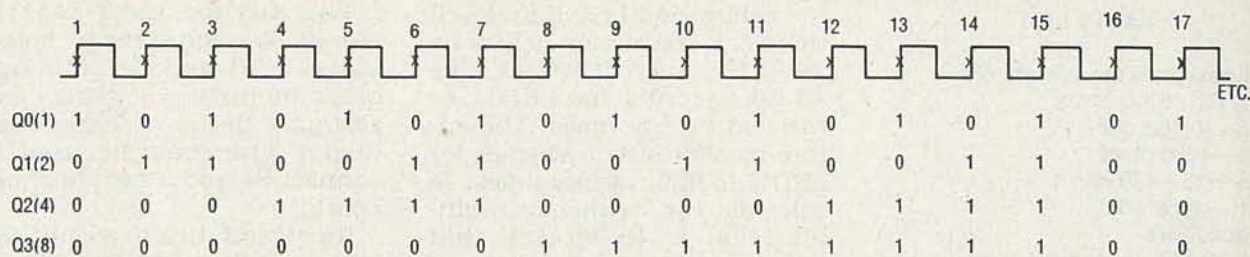 1 2 3 4 5 6 7 8 9 10 11 12 13 14 15 16 17
X X X X X X X X X X X X X X X X X
ETC.
Q0(1) 1 0 1 0 1 0 1 0 1 0 1 0 1 0 1 0 1
Q1(2) 0 1 1 0 0 1 1 0 0 1 1 0 0 1 1 0 0
Q2(4) 0 0 0 1 1 1 1 0 0 0 0 1 1 1 1 0 0
Q3(8) 0 0 0 0 0 0 0 1 1 1 1 1 1 1 1 0 0